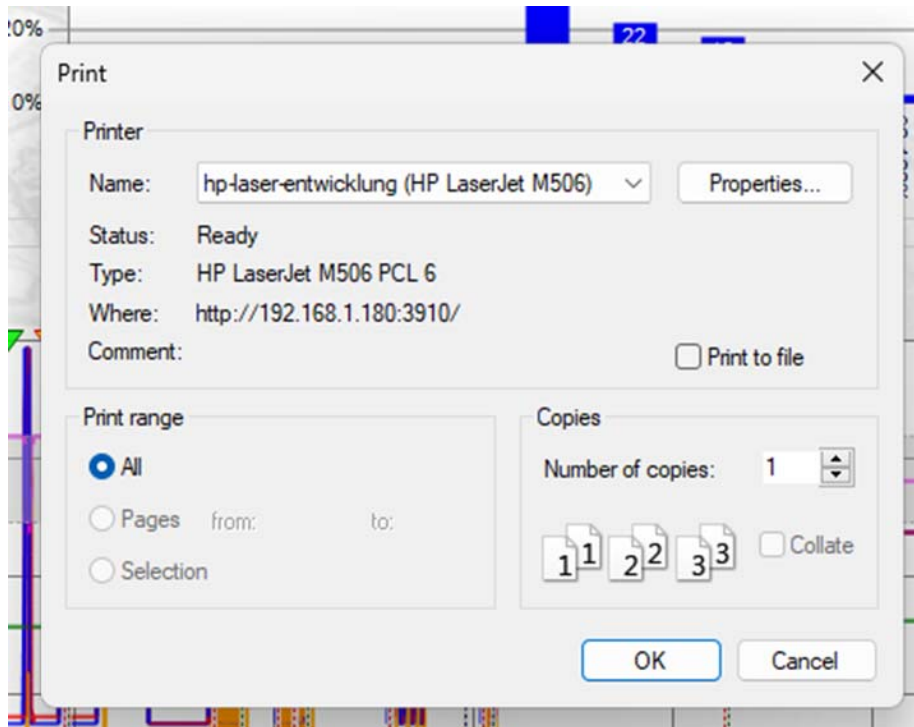 20%
22
Print
0%
Printer
Name: hp-laser-entwicklung (HP LaserJet M506) Properties...
Status: Ready
Type: HP LaserJet M506 PCL 6
Where: http://192.168.1.180:3910/
Comment: Print to file
Print range Copies
All Number of copies: 1
Pages from: to:
1 1 2 2 3 3 Collate
Selection
OK Cancel